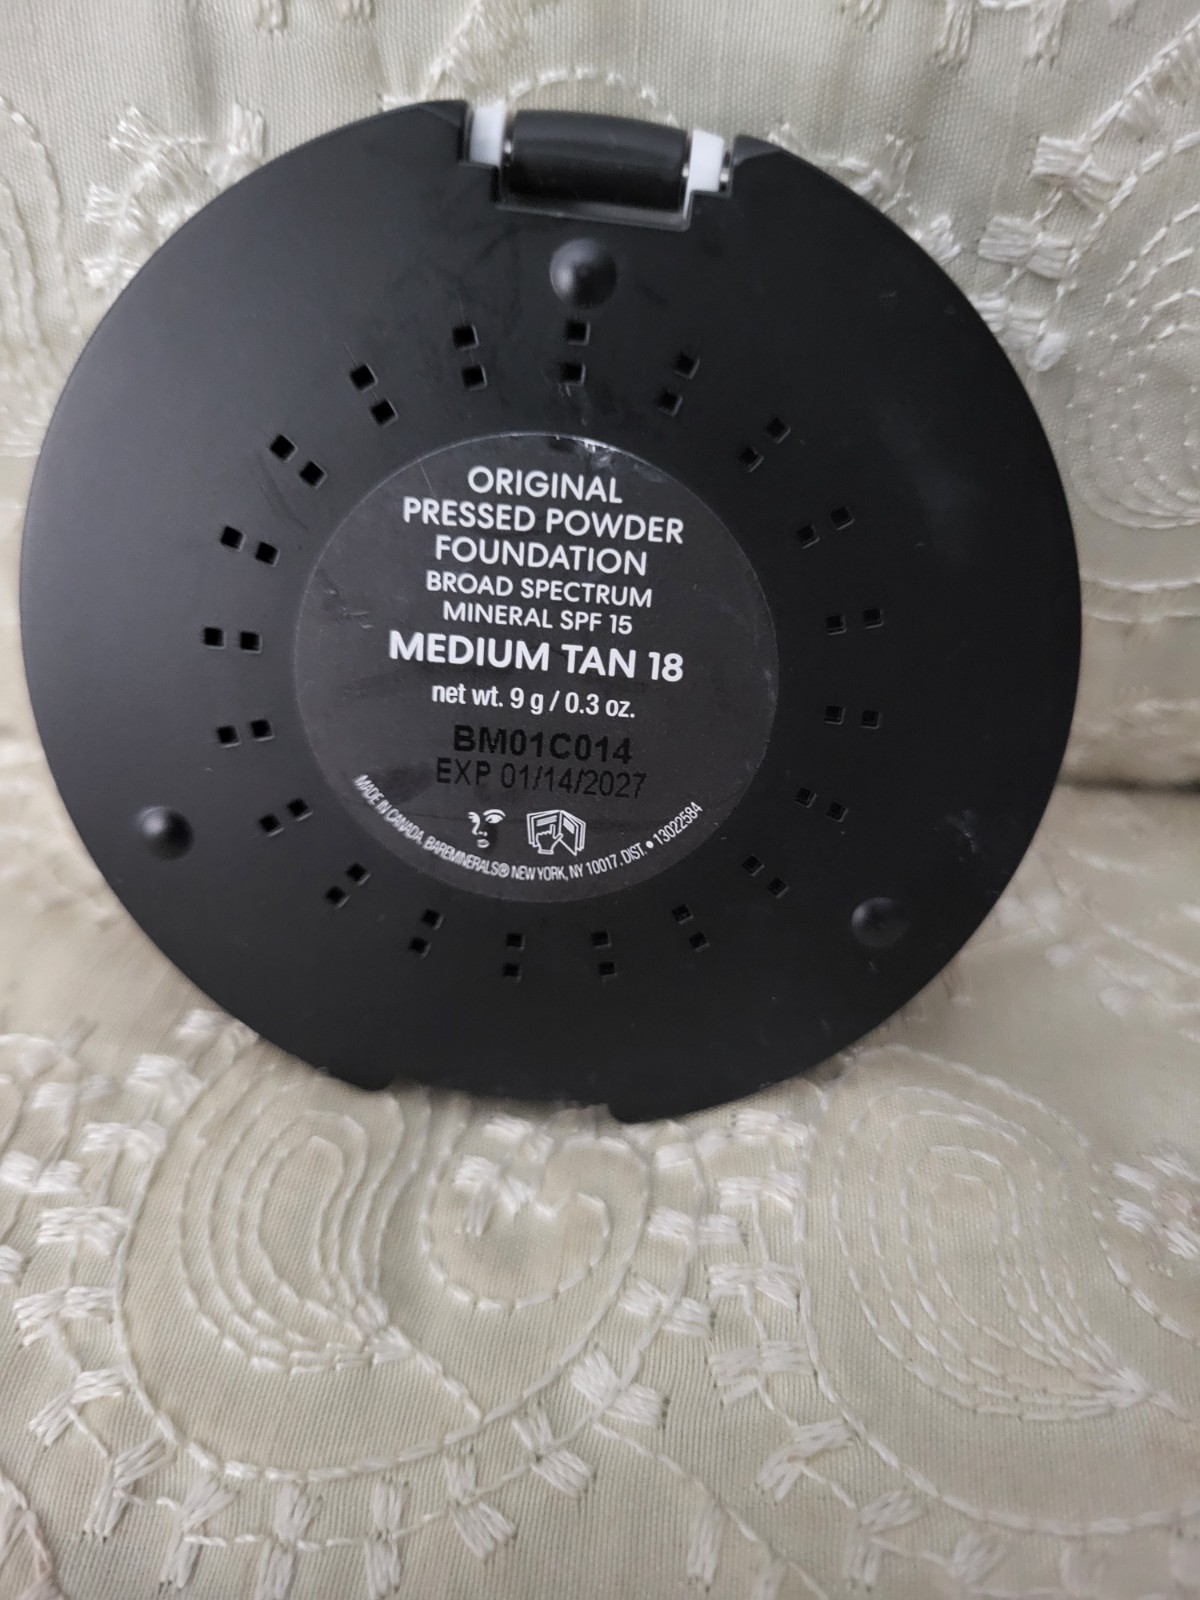 ORIGINAL
PRESSED POWDER
FOUNDATION
BROAD SPECTRUM
MINERAL SPF 15
MEDIUM TAN 18
net wt. 9 g / 0.3 oz.
BM01C014
EXP 01/14/2027
MADE IN CANADA. BAREMINERALS® NEW YORK, NY 10017. DIST. • 13022584